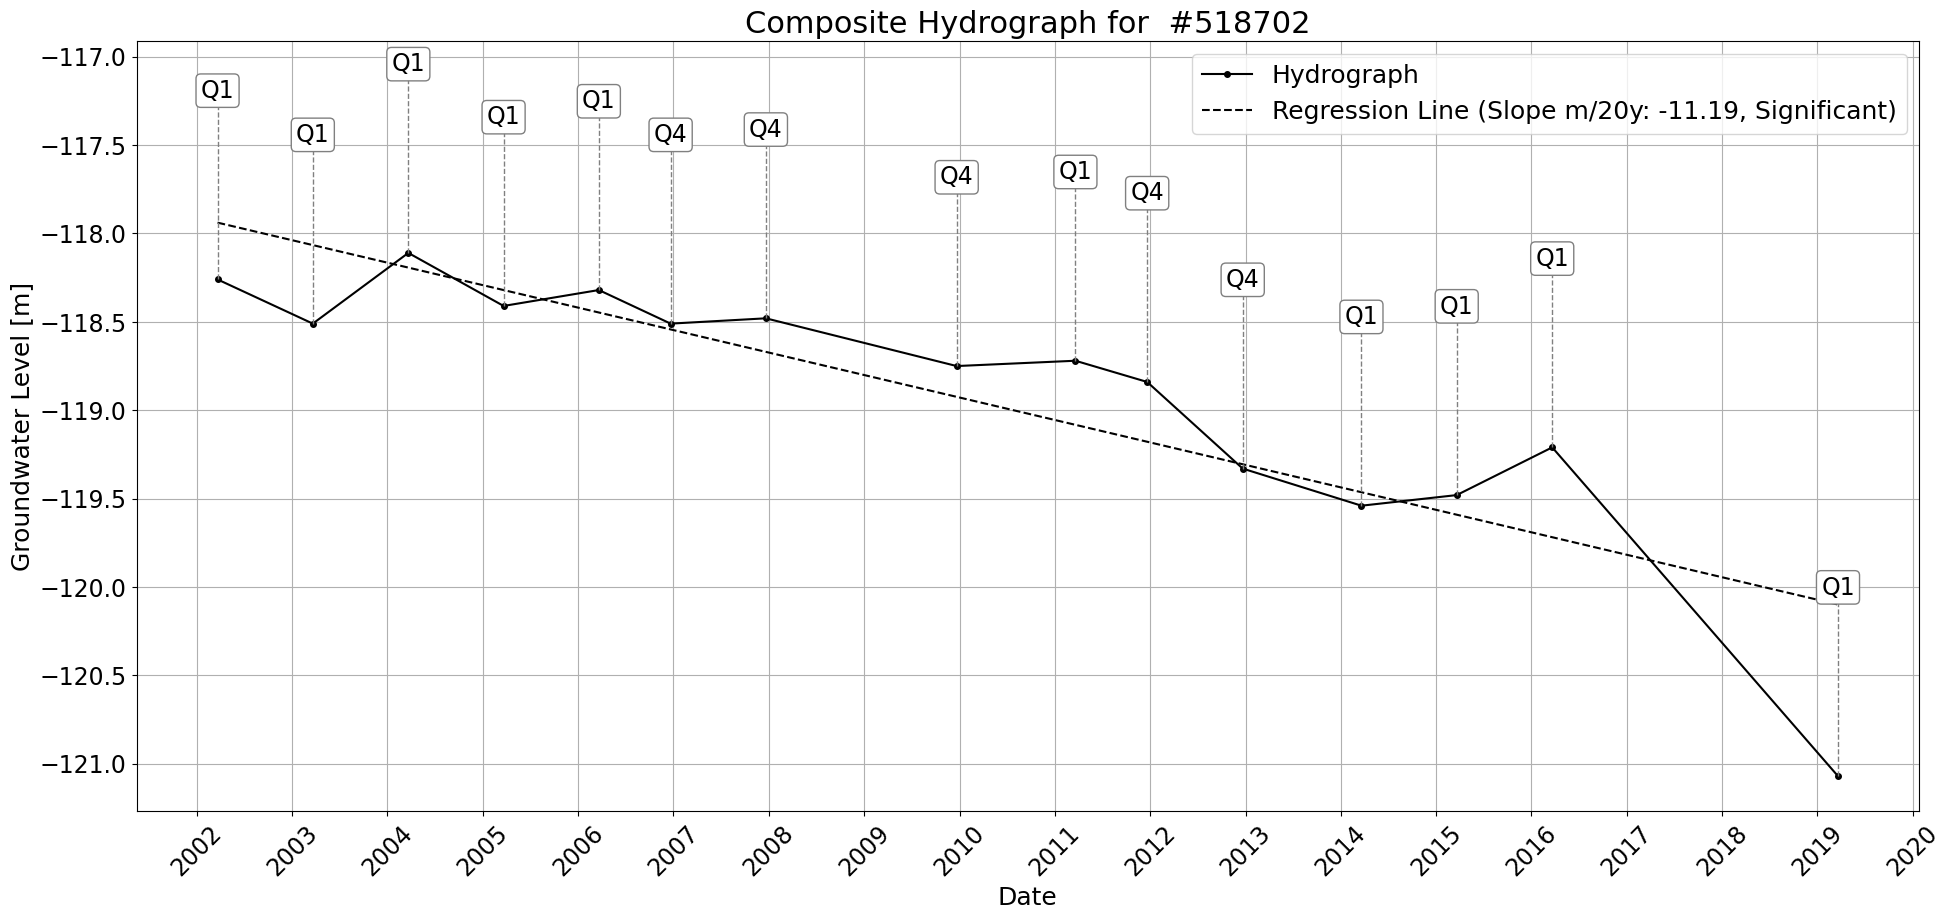 Composite Hydrograph for  #518702
Hydrograph
Regression Line (Slope m/20y: -11.19, Significant)
Groundwater Level [m]
−117.0
−117.5
−118.0
−118.5
−119.0
−119.5
−120.0
−120.5
−121.0
Q1
Q1
Q1
Q1
Q1
Q4
Q4
Q4
Q1
Q4
Q4
Q1
Q1
Q1
Q1
2002
2003
2004
2005
2006
2007
2008
2009
2010
2011
2012
2013
2014
2015
2016
2017
2018
2019
2020
Date